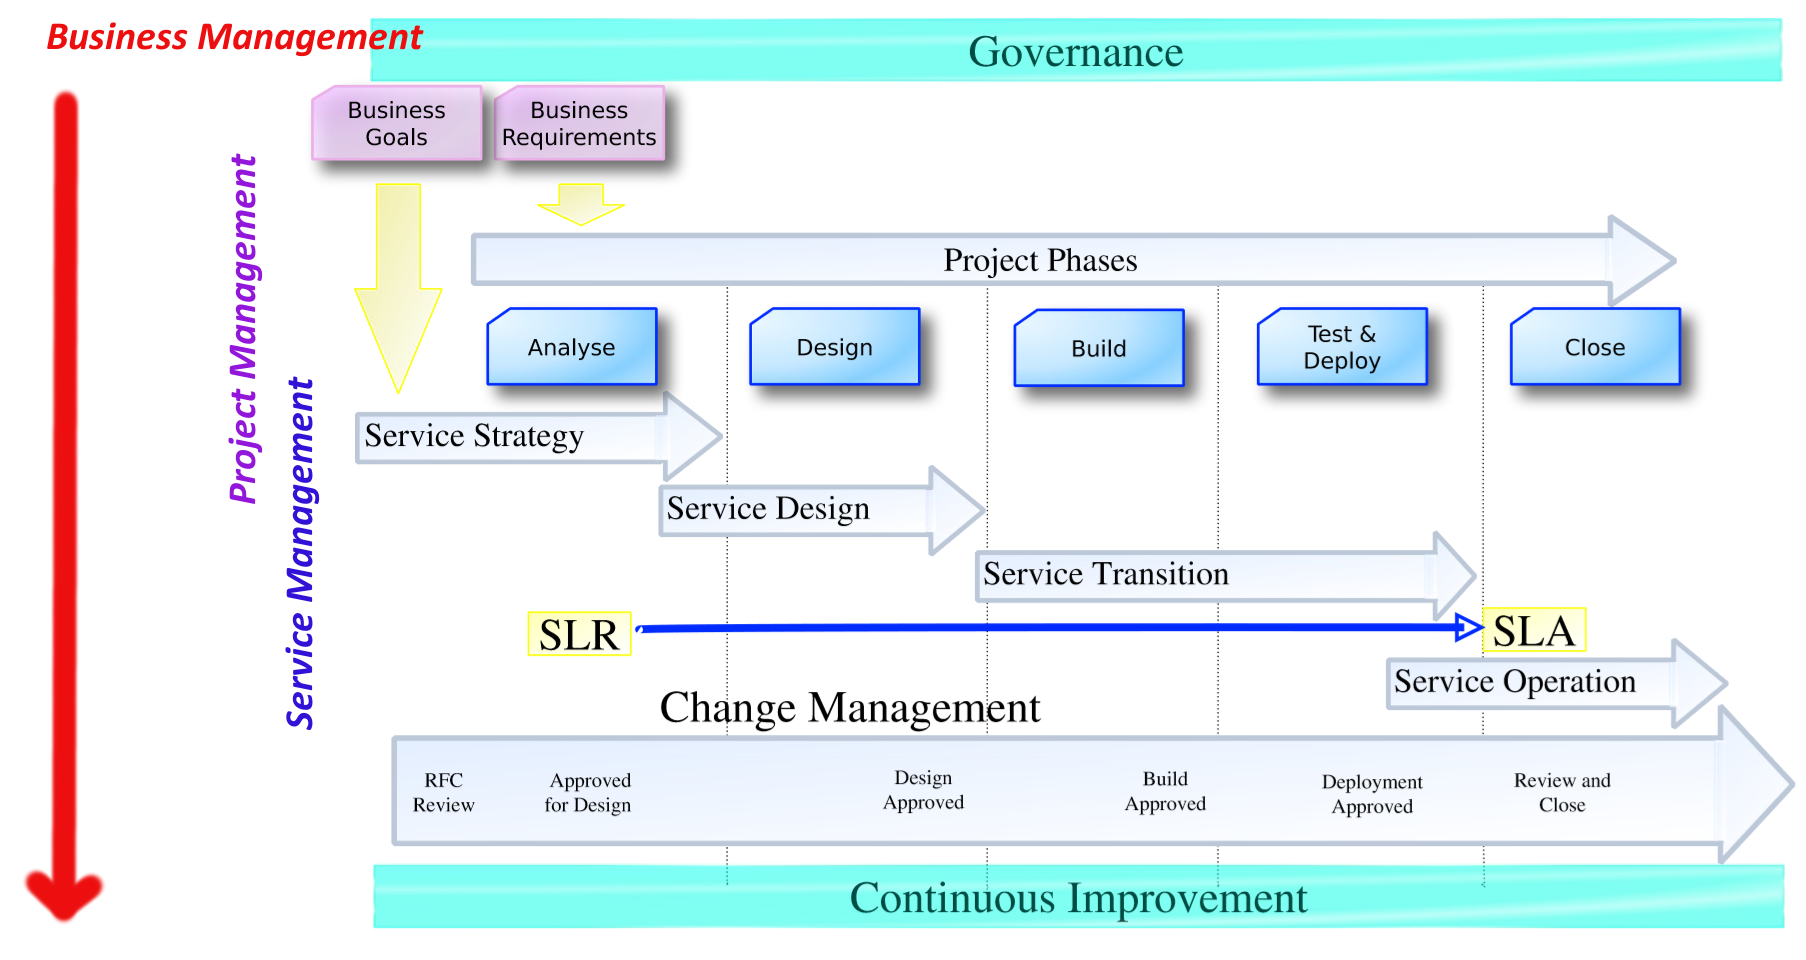 Business Management
Governance
Business
Goals
Business
Requirements
Project Management
Service Management
Project Phases
Analyse
Design
Build
Test &
Deploy
Close
Service Strategy
Service Design
Service Transition
SLR
SLA
Service Operation
Change Management
RFC
Review
Approved
for Design
Design
Approved
Build
Approved
Deployment
Approved
Review and
Close
Continuous Improvement